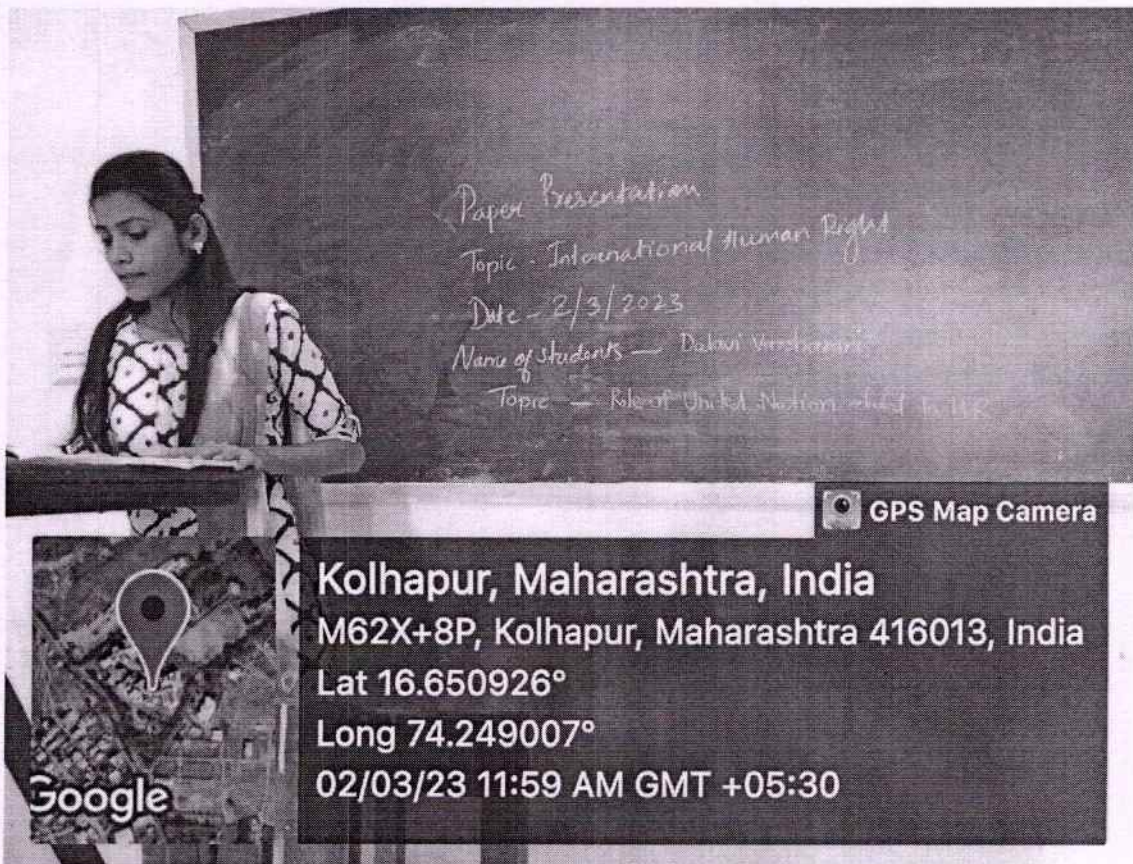 Paper Presentation
Topic - International Human Right
Date - 2/3/2023
Name of students — Dalavi
Topic — Role of United Nation
GPS Map Camera
Kolhapur, Maharashtra, India
M62X+8P, Kolhapur, Maharashtra 416013, India
Lat 16.650926°
Long 74.249007°
02/03/23 11:59 AM GMT +05:30
Google